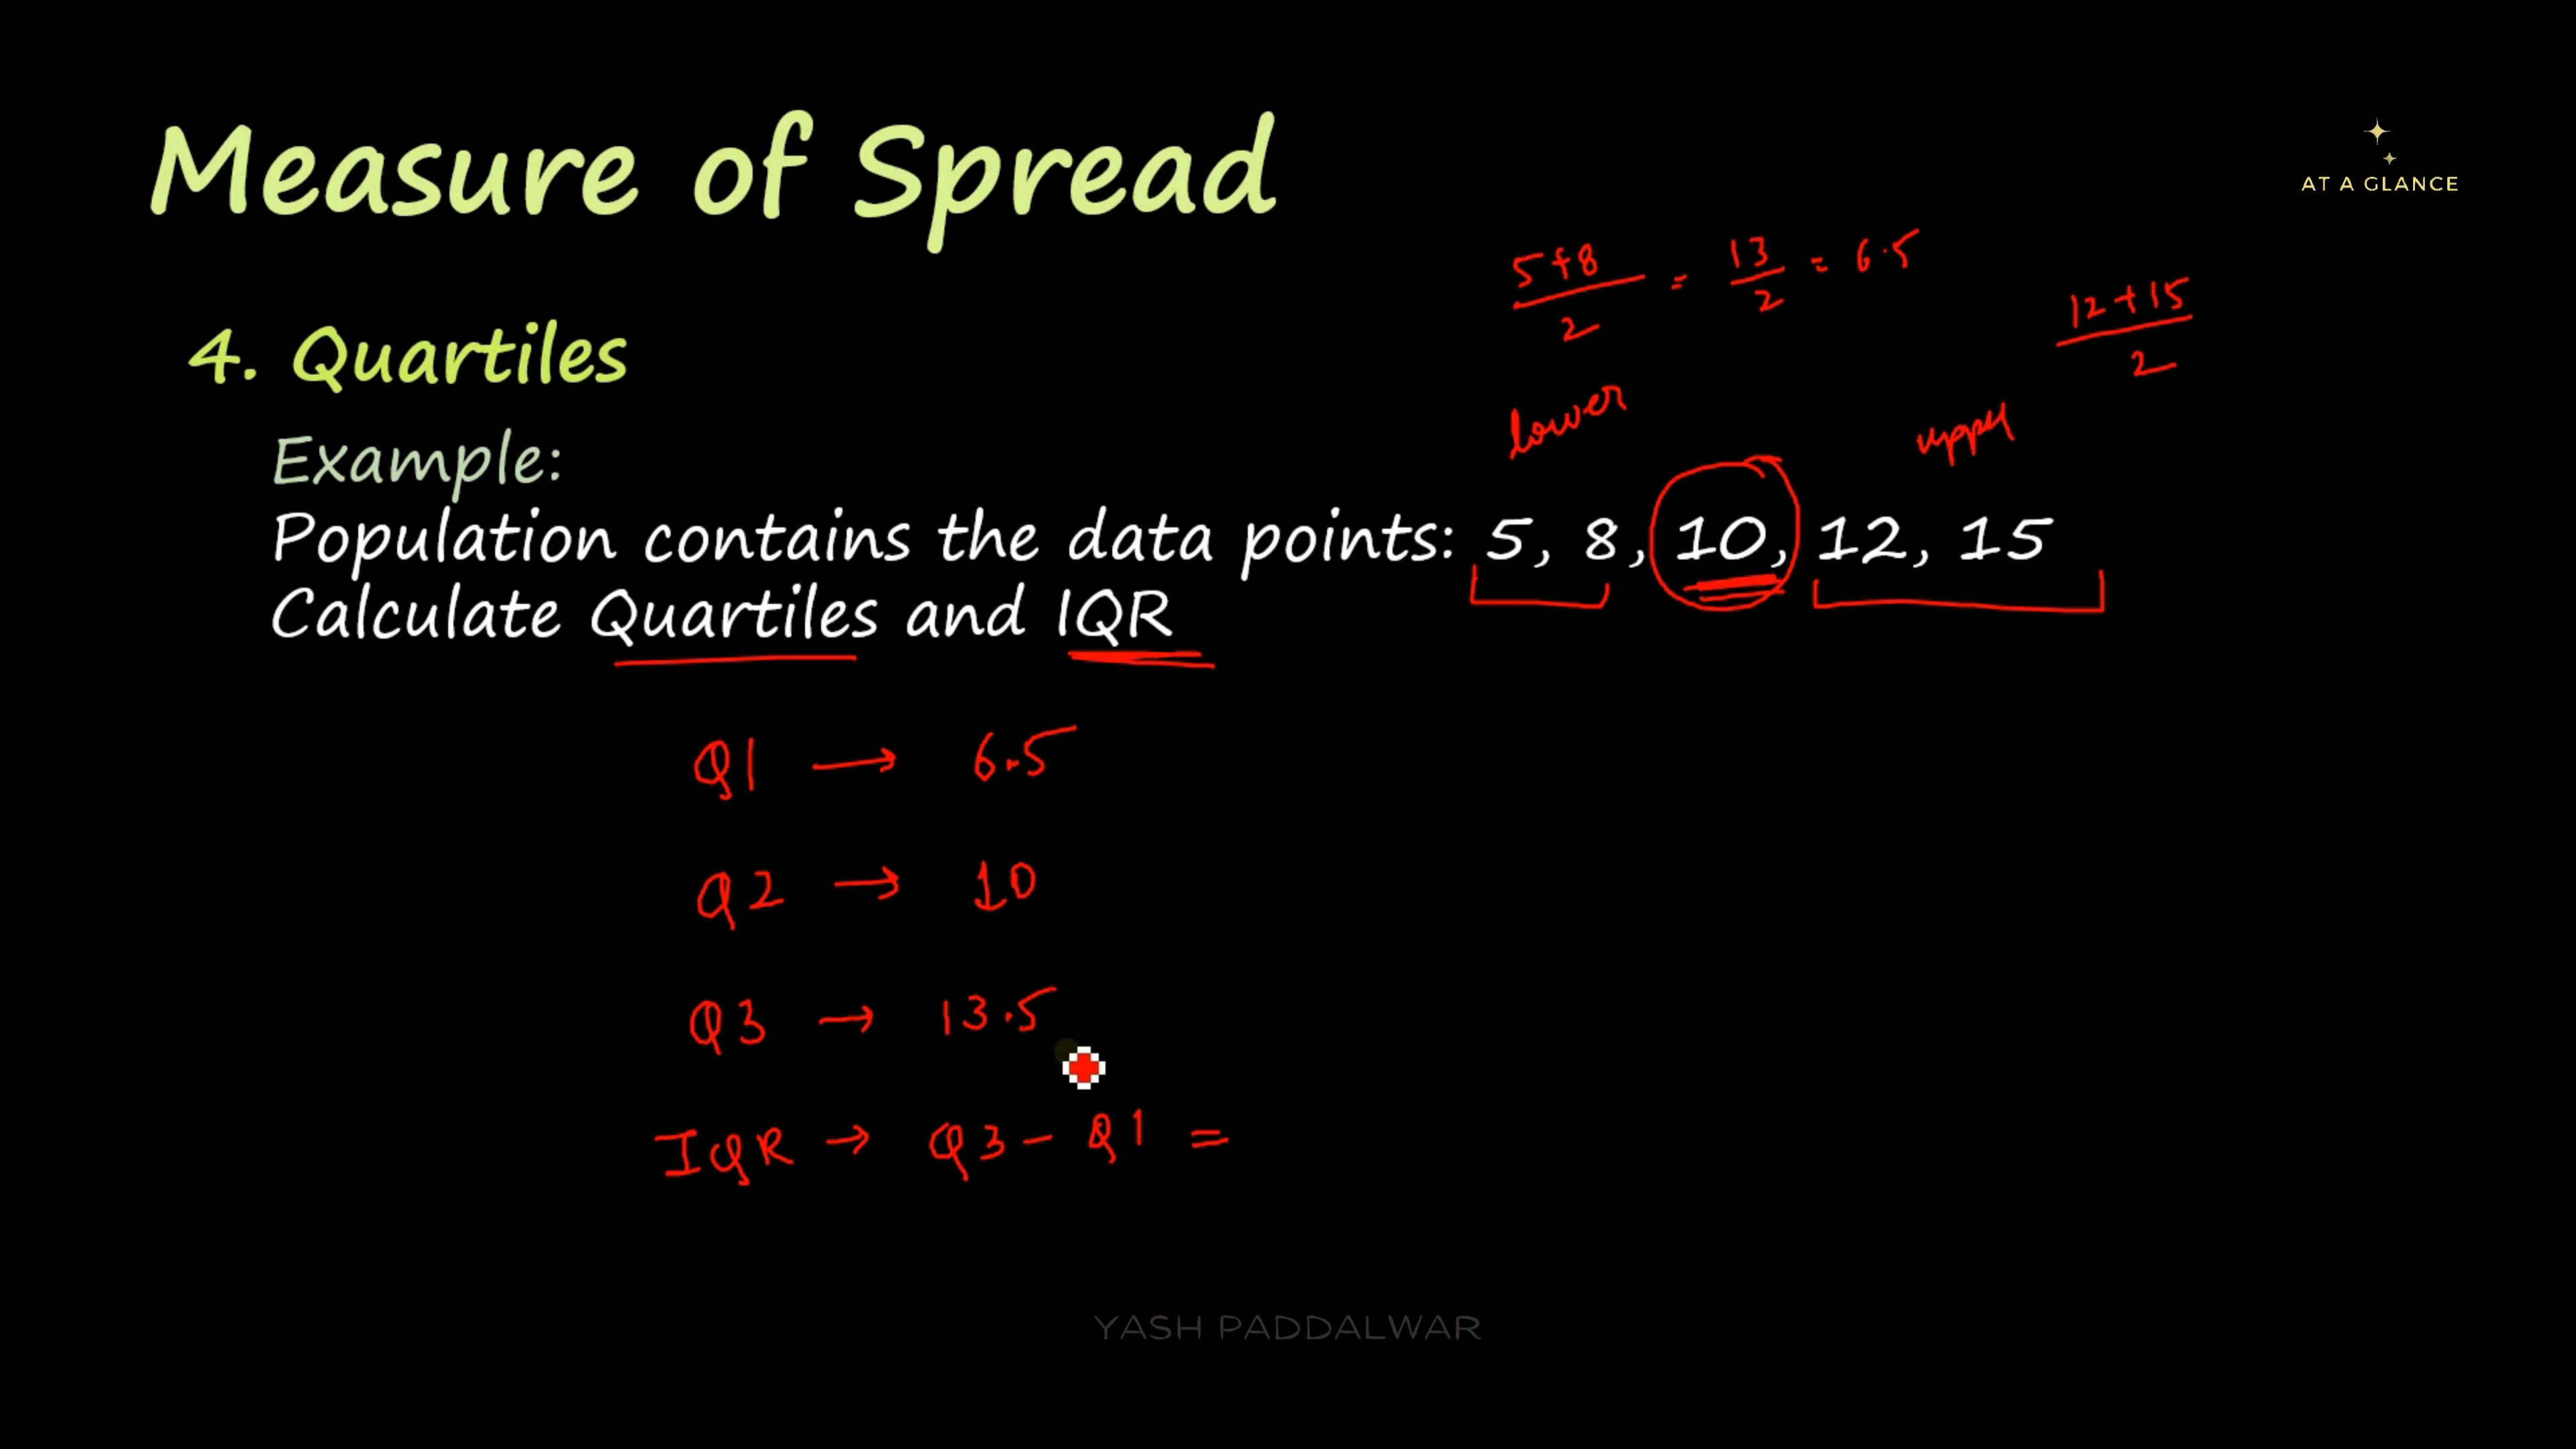 Measure of Spread
AT A GLANCE
5+8/2 = 13/2 = 6.5
12+15/2
4. Quartiles
lower
upper
Example:
Population contains the data points: 5, 8, 10, 12, 15
Calculate Quartiles and IQR
Q1 → 6.5
Q2 → 10
Q3 → 13.5
IQR → Q3 - Q1 =
YASH PADDALWAR